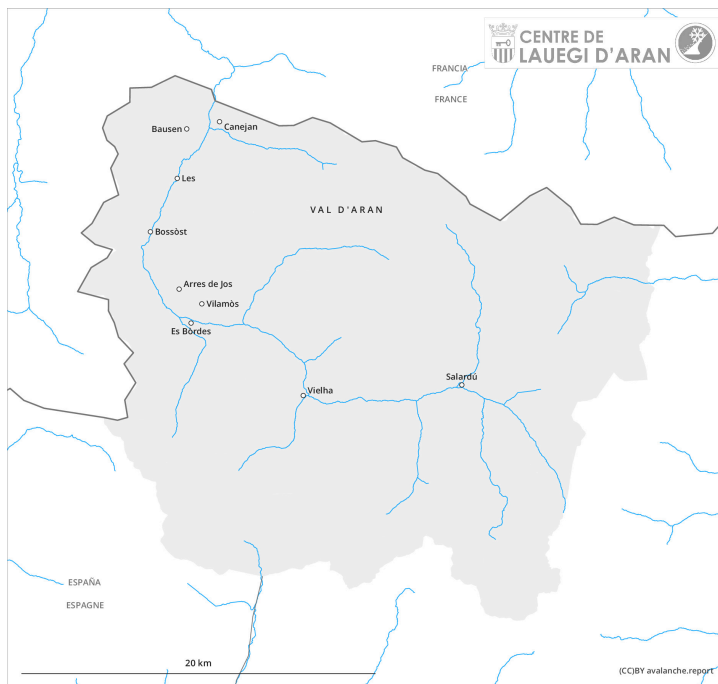 CENTRE DE
LAUEGI D'ARAN
FRANCIA
FRANCE
Bausen
Canejan
Les
VAL D'ARAN
Bossòst
Arres de Jos
Vilamòs
Es Bòrdes
Salardú
Vielha
ESPAÑA
ESPAGNE
20 km
(CC)BY avalanche.report